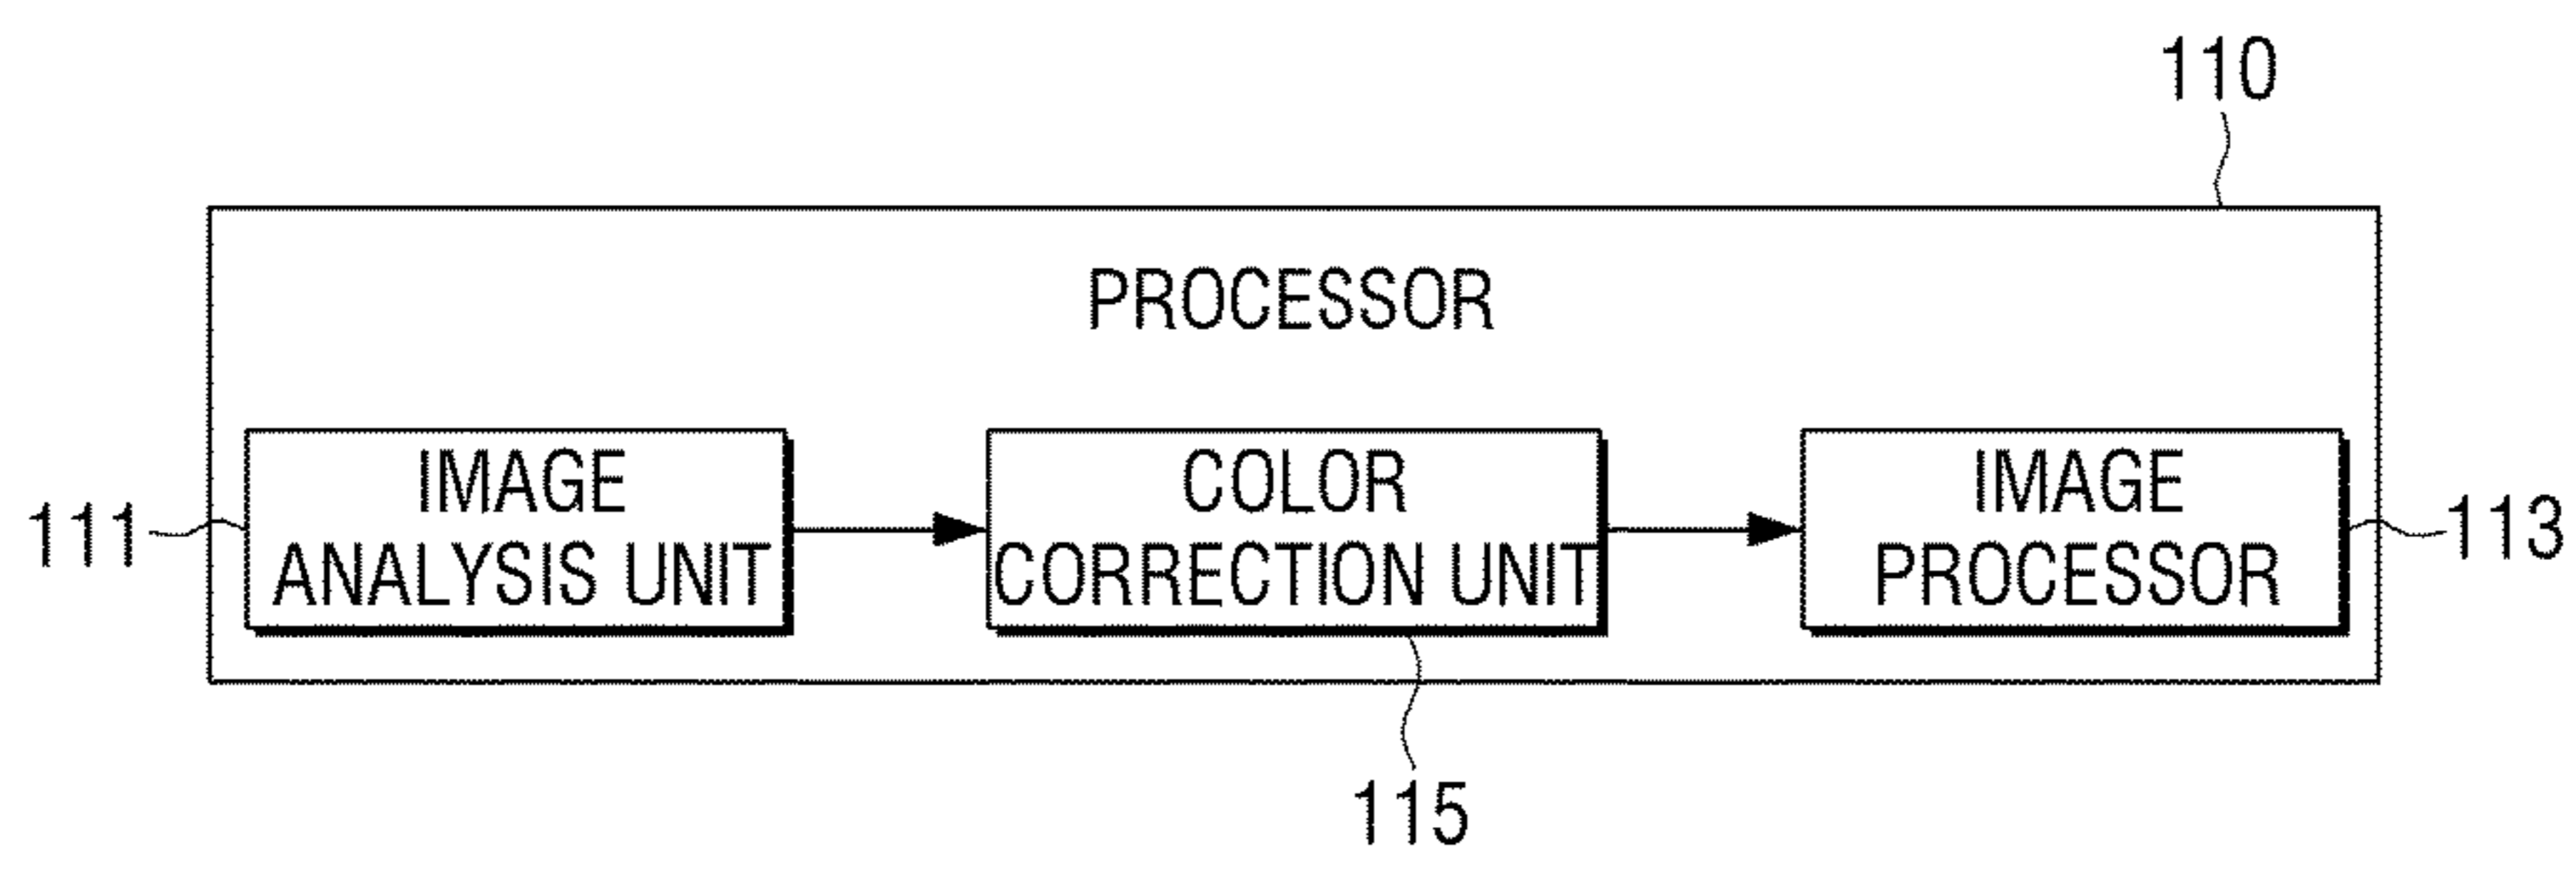 110
PROCESSOR
111
IMAGE
ANALYSIS UNIT
COLOR
CORRECTION UNIT
IMAGE
PROCESSOR
113
115